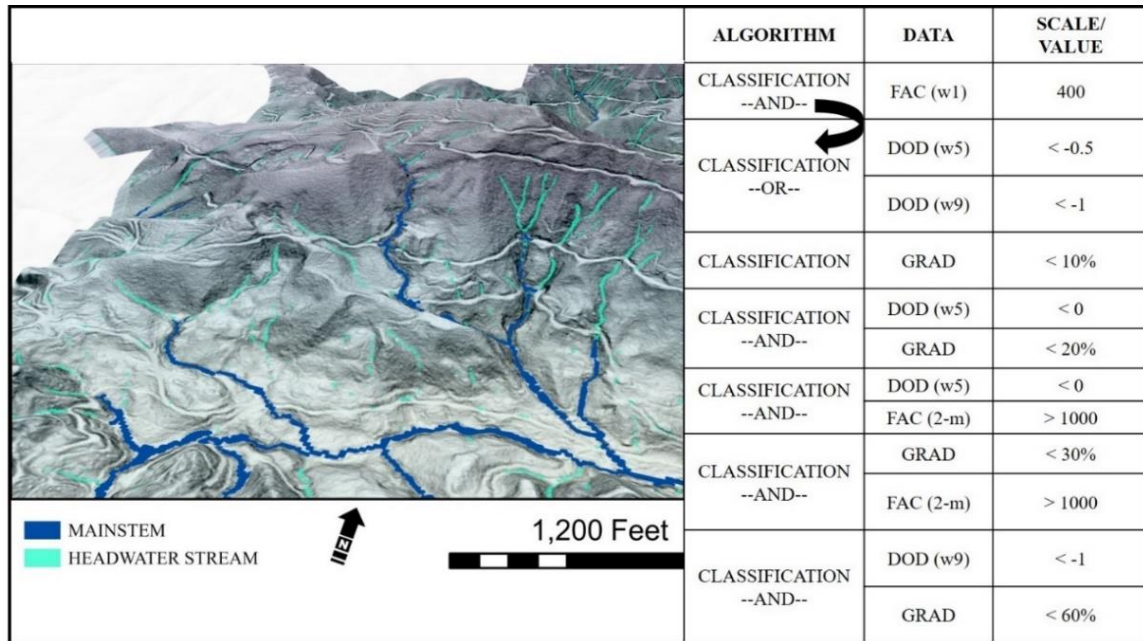 ALGORITHM DATA SCALE/
VALUE
CLASSIFICATION
--AND--
FAC (w1) 400
CLASSIFICATION
--OR--
DOD (w5) < -0.5
DOD (w9) < -1
CLASSIFICATION GRAD < 10%
CLASSIFICATION
--AND--
DOD (w5) < 0
GRAD < 20%
CLASSIFICATION
--AND--
DOD (w5) < 0
FAC (2-m) > 1000
CLASSIFICATION
--AND--
GRAD < 30%
FAC (2-m) > 1000
CLASSIFICATION
--AND--
DOD (w9) < -1
GRAD < 60%
MAINSTEM
HEADWATER STREAM
N
1,200 Feet